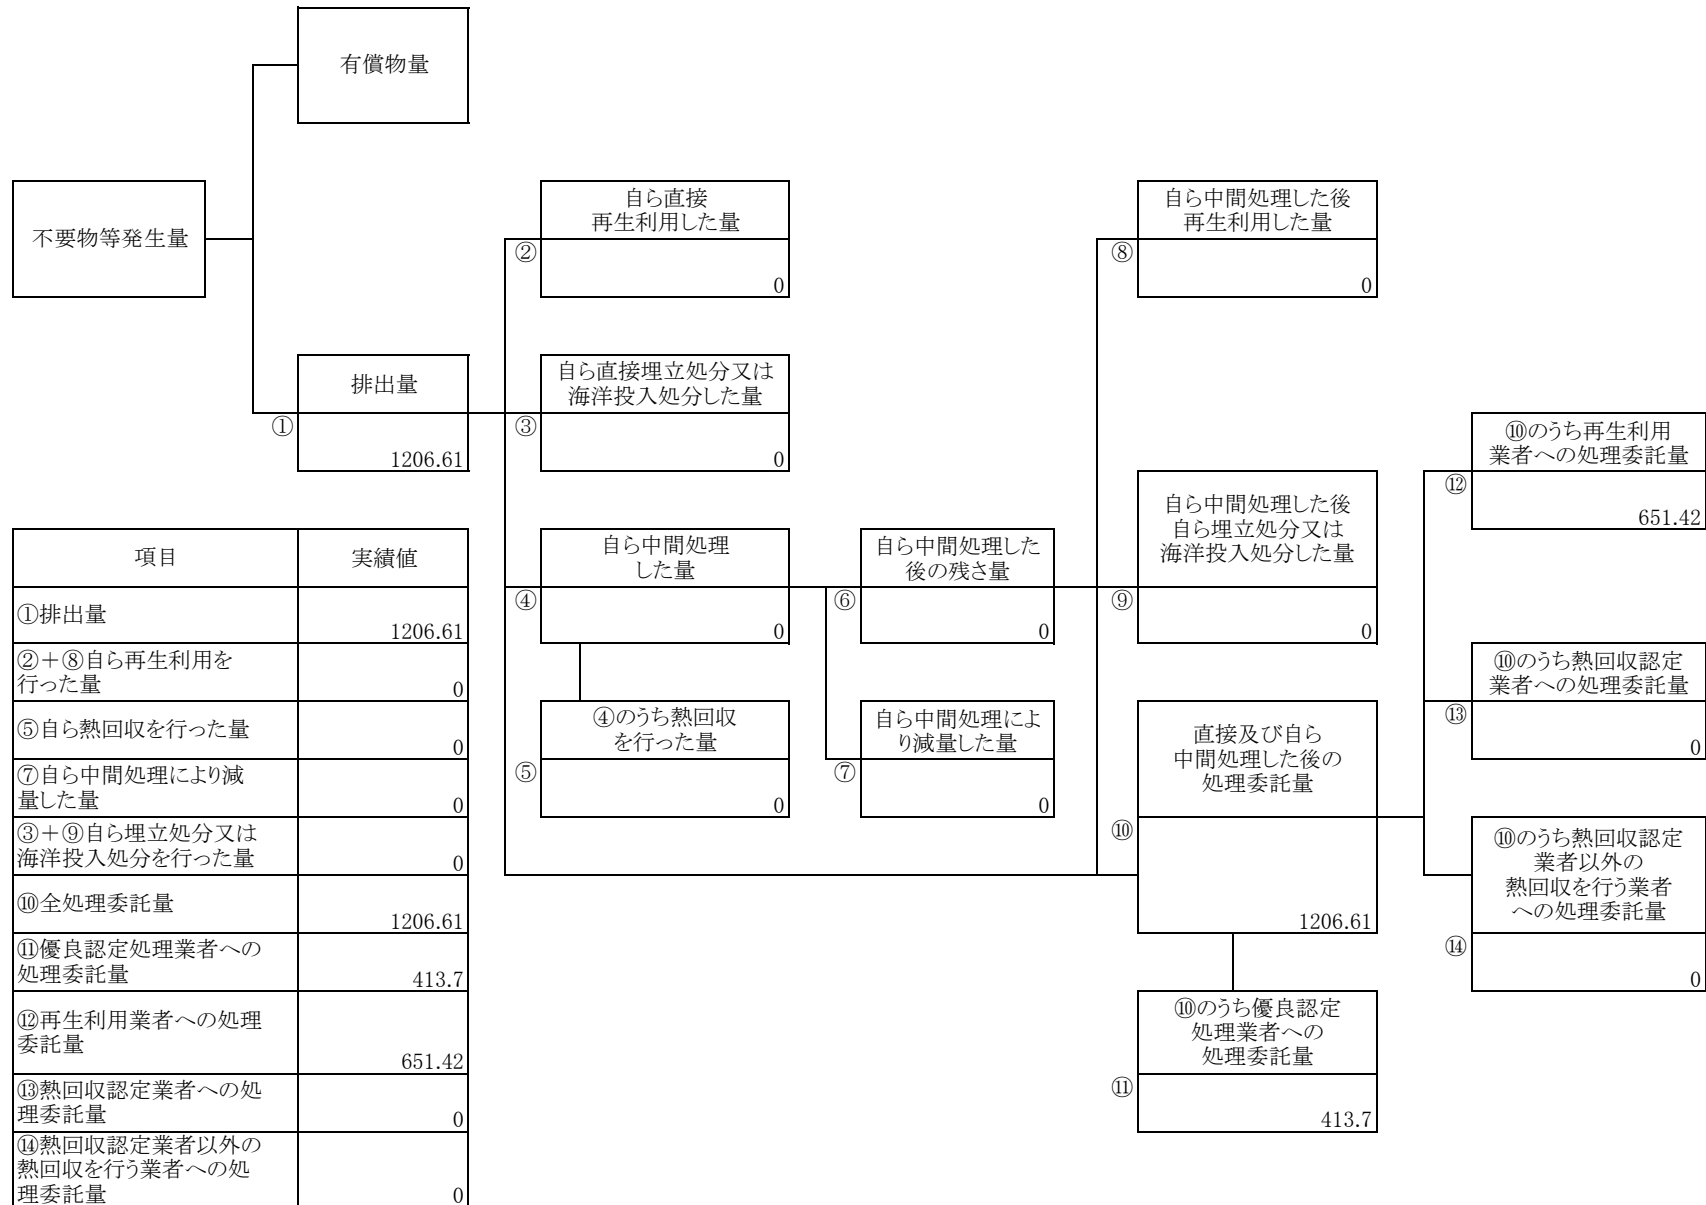 有償物量
不要物等発生量
自ら直接
再生利用した量
②
0
自ら中間処理した後
再生利用した量
⑧
0
排出量
①
1206.61
自ら直接埋立処分又は
海洋投入処分した量
③
0
⑩のうち再生利用
業者への処理委託量
⑫
651.42
自ら中間処理
した量
④
0
自ら中間処理した
後の残さ量
⑥
0
自ら中間処理した後
自ら埋立処分又は
海洋投入処分した量
⑨
0
⑩のうち熱回収認定
業者への処理委託量
⑬
0
④のうち熱回収
を行った量
⑤
0
自ら中間処理によ
り減量した量
⑦
0
直接及び自ら
中間処理した後の
処理委託量
⑩
1206.61
⑩のうち熱回収認定
業者以外の
熱回収を行う業者
への処理委託量
⑭
0
⑩のうち優良認定
処理業者への
処理委託量
⑪
413.7
項目 実績値
①排出量
1206.61
②＋⑧自ら再生利用を
行った量 0
⑤自ら熱回収を行った量
0
⑦自ら中間処理により減
量した量 0
③＋⑨自ら埋立処分又は
海洋投入処分を行った量 0
⑩全処理委託量
1206.61
⑪優良認定処理業者への
処理委託量 413.7
⑫再生利用業者への処理
委託量
651.42
⑬熱回収認定業者への処
理委託量 0
⑭熱回収認定業者以外の
熱回収を行う業者への処
理委託量 0